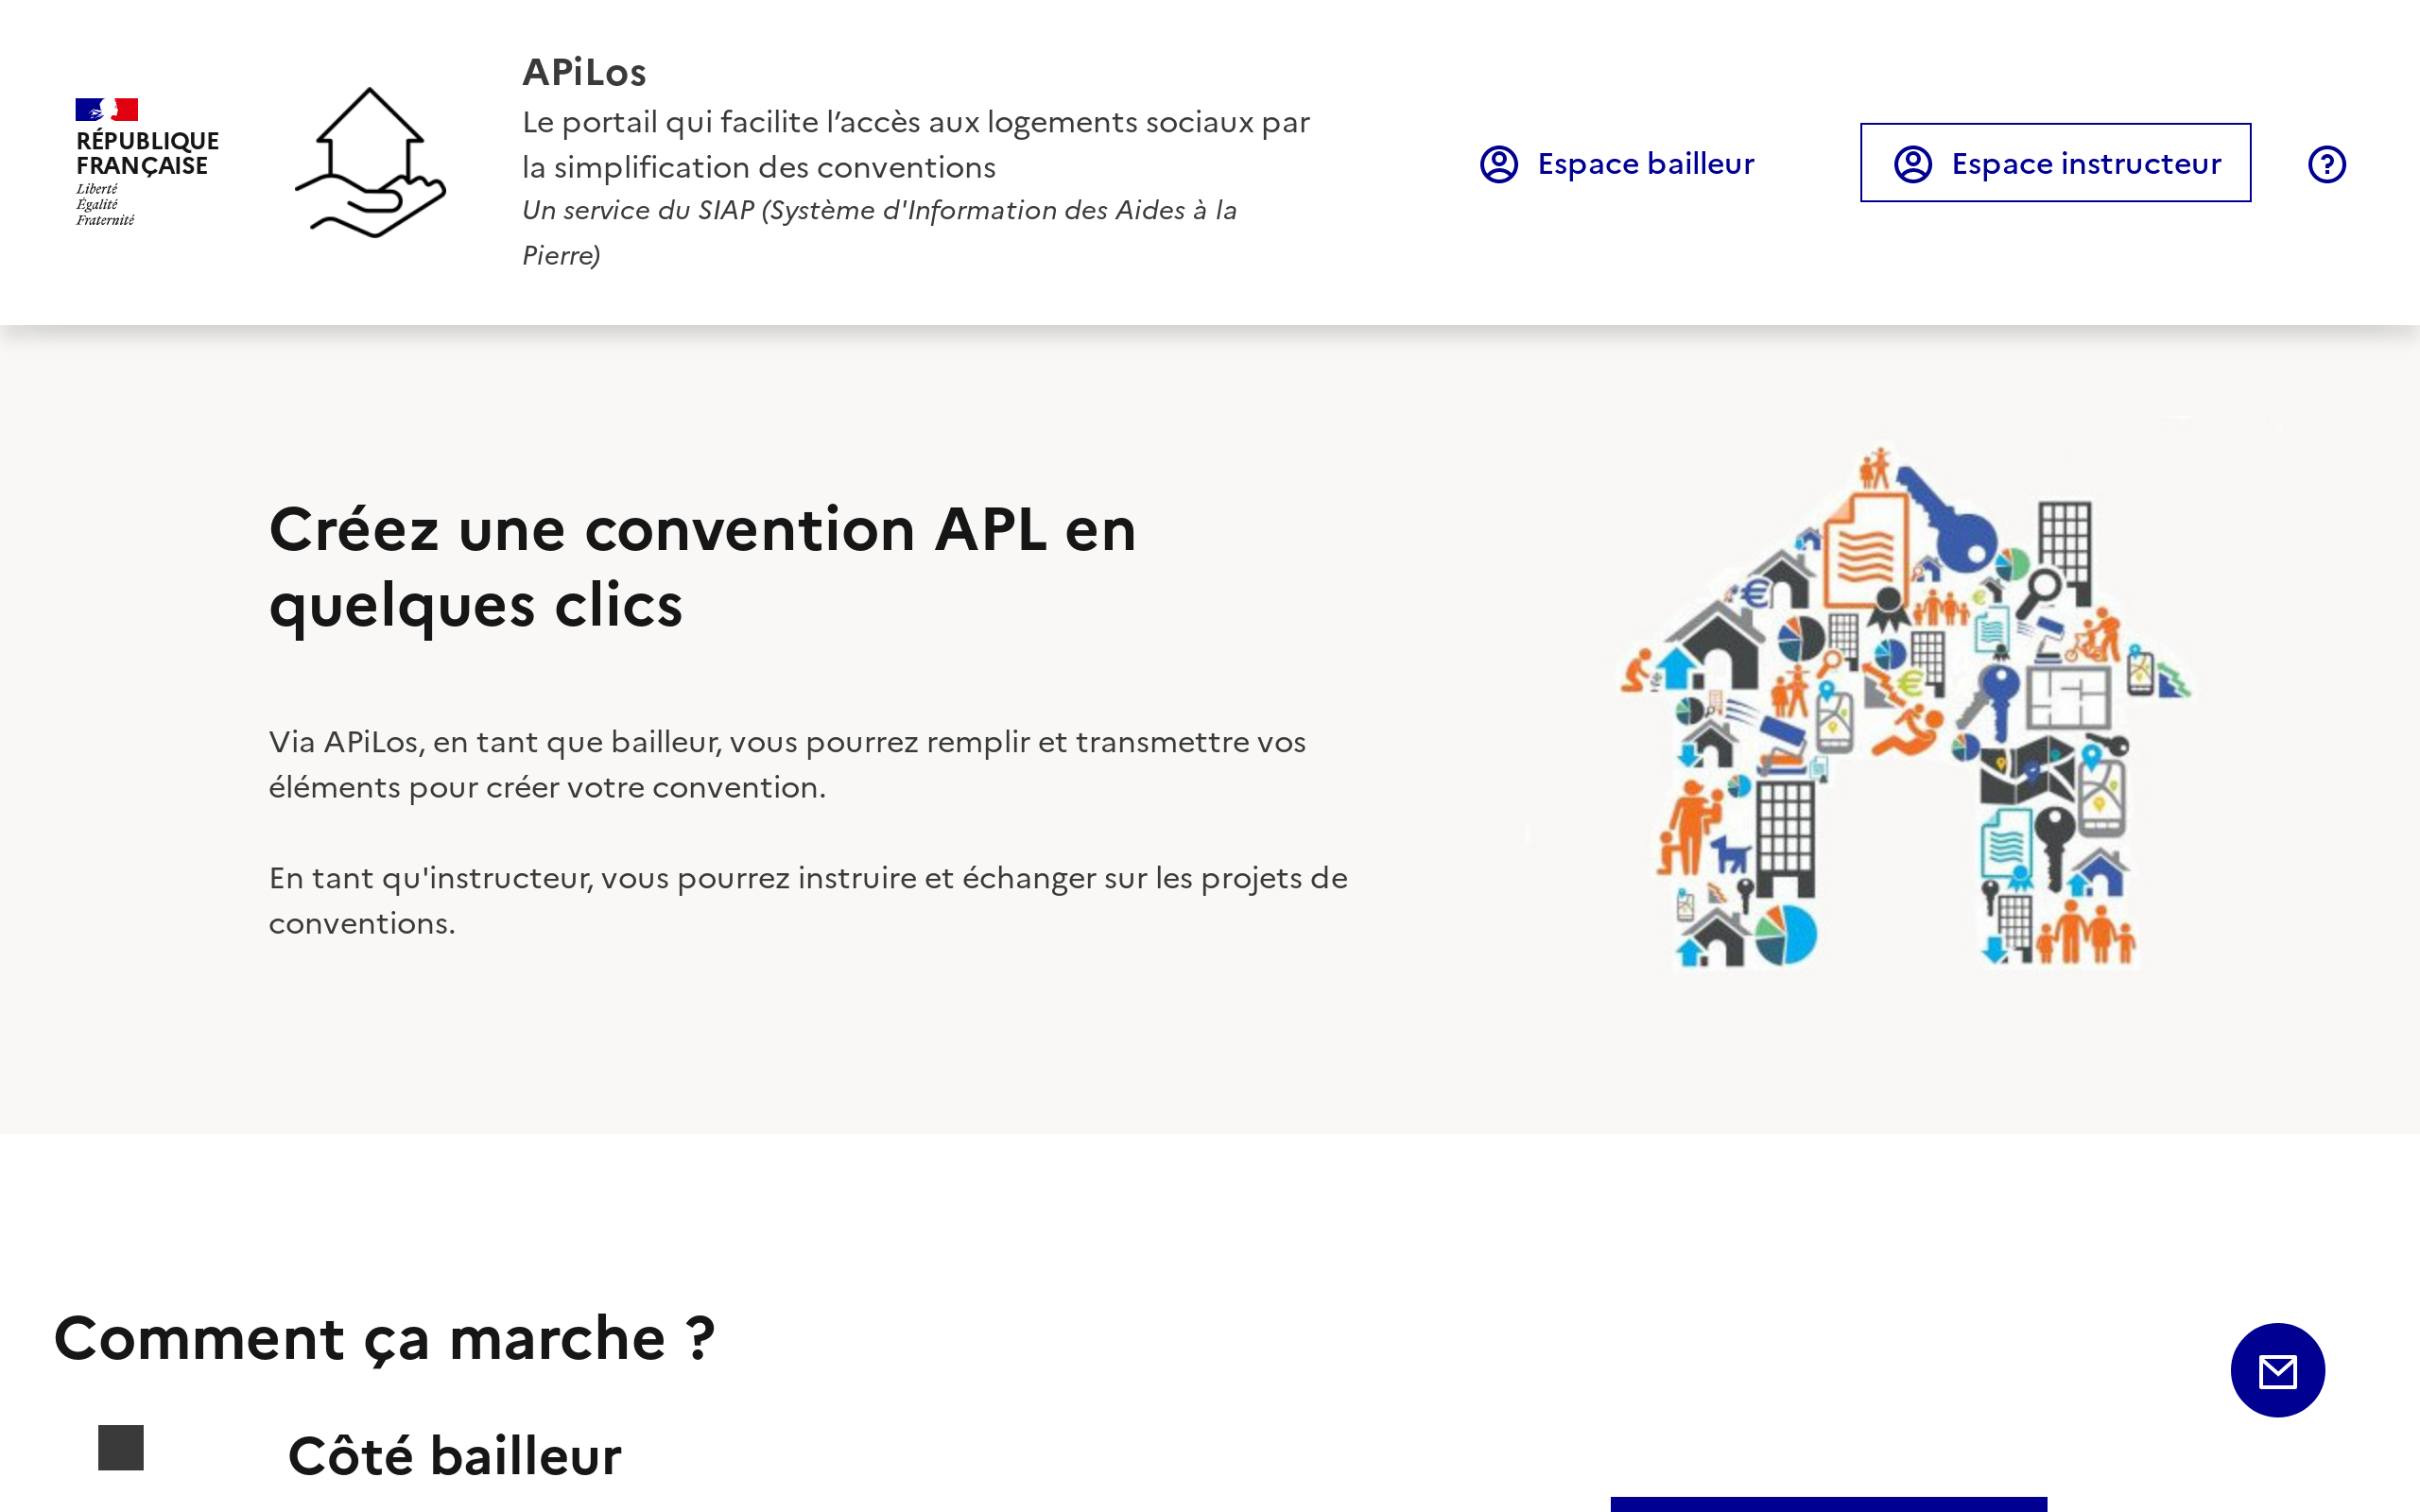 RÉPUBLIQUE
FRANÇAISE
Liberté
Égalité
Fraternité
APiLos
Le portail qui facilite l’accès aux logements sociaux par
la simplification des conventions
Un service du SIAP (Système d'Information des Aides à la
Pierre)
Espace bailleur
Espace instructeur
Créez une convention APL en
quelques clics
Via APiLos, en tant que bailleur, vous pourrez remplir et transmettre vos
éléments pour créer votre convention.
En tant qu'instructeur, vous pourrez instruire et échanger sur les projets de
conventions.
Comment ça marche ?
Côté bailleur